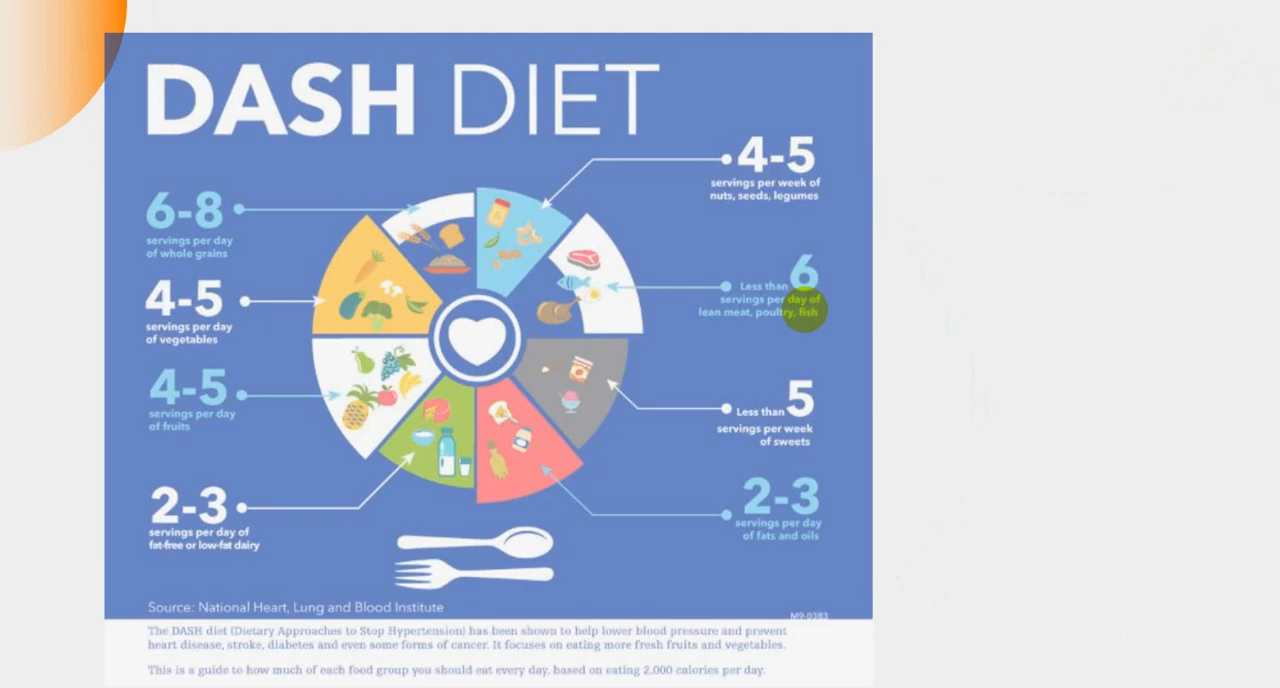 DASH DIET
4-5
servings per week of
nuts, seeds, legumes
6-8
servings per day
of whole grains
Less than 6
servings per day of
lean meat, poultry, fish
4-5
servings per day
of vegetables
4-5
servings per day
of fruits
Less than 5
servings per week
of sweets
2-3
servings per day of
fat-free or low-fat dairy
2-3
servings per day
of fats and oils
Source: National Heart, Lung and Blood Institute
M9-0383
The DASH diet (Dietary Approaches to Stop Hypertension) has been shown to help lower blood pressure and prevent
heart disease, stroke, diabetes and even some forms of cancer. It focuses on eating more fresh fruits and vegetables.
This is a guide to how much of each food group you should eat every day, based on eating 2,000 calories per day.